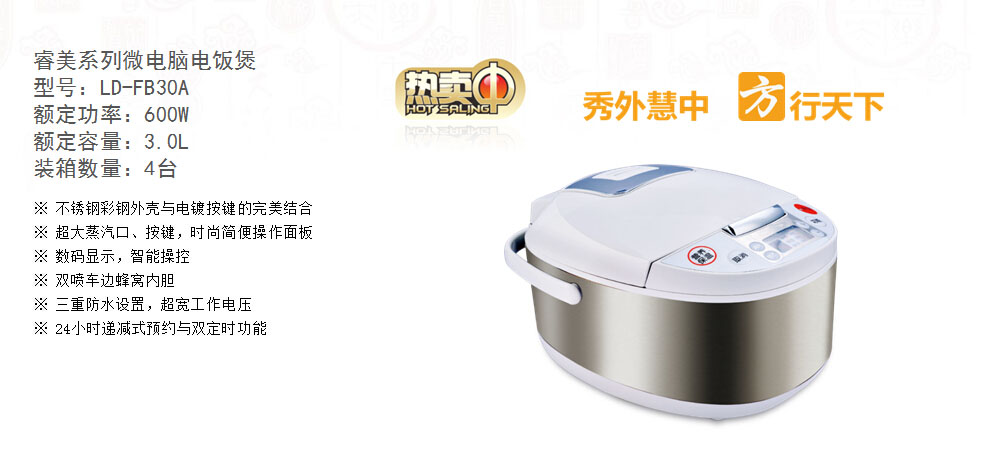 睿美系列微电脑电饭煲
型号：LD-FB30A
额定功率：600W
额定容量：3.0L
装箱数量：4台
※ 不锈钢彩钢外壳与电镀按键的完美结合
※ 超大蒸汽口、按键，时尚简便操作面板
※ 数码显示，智能操控
※ 双喷车边蜂窝内胆
※ 三重防水设置，超宽工作电压
※ 24小时递减式预约与双定时功能
热卖中
HOT SALING
秀外慧中 方行天下
取消